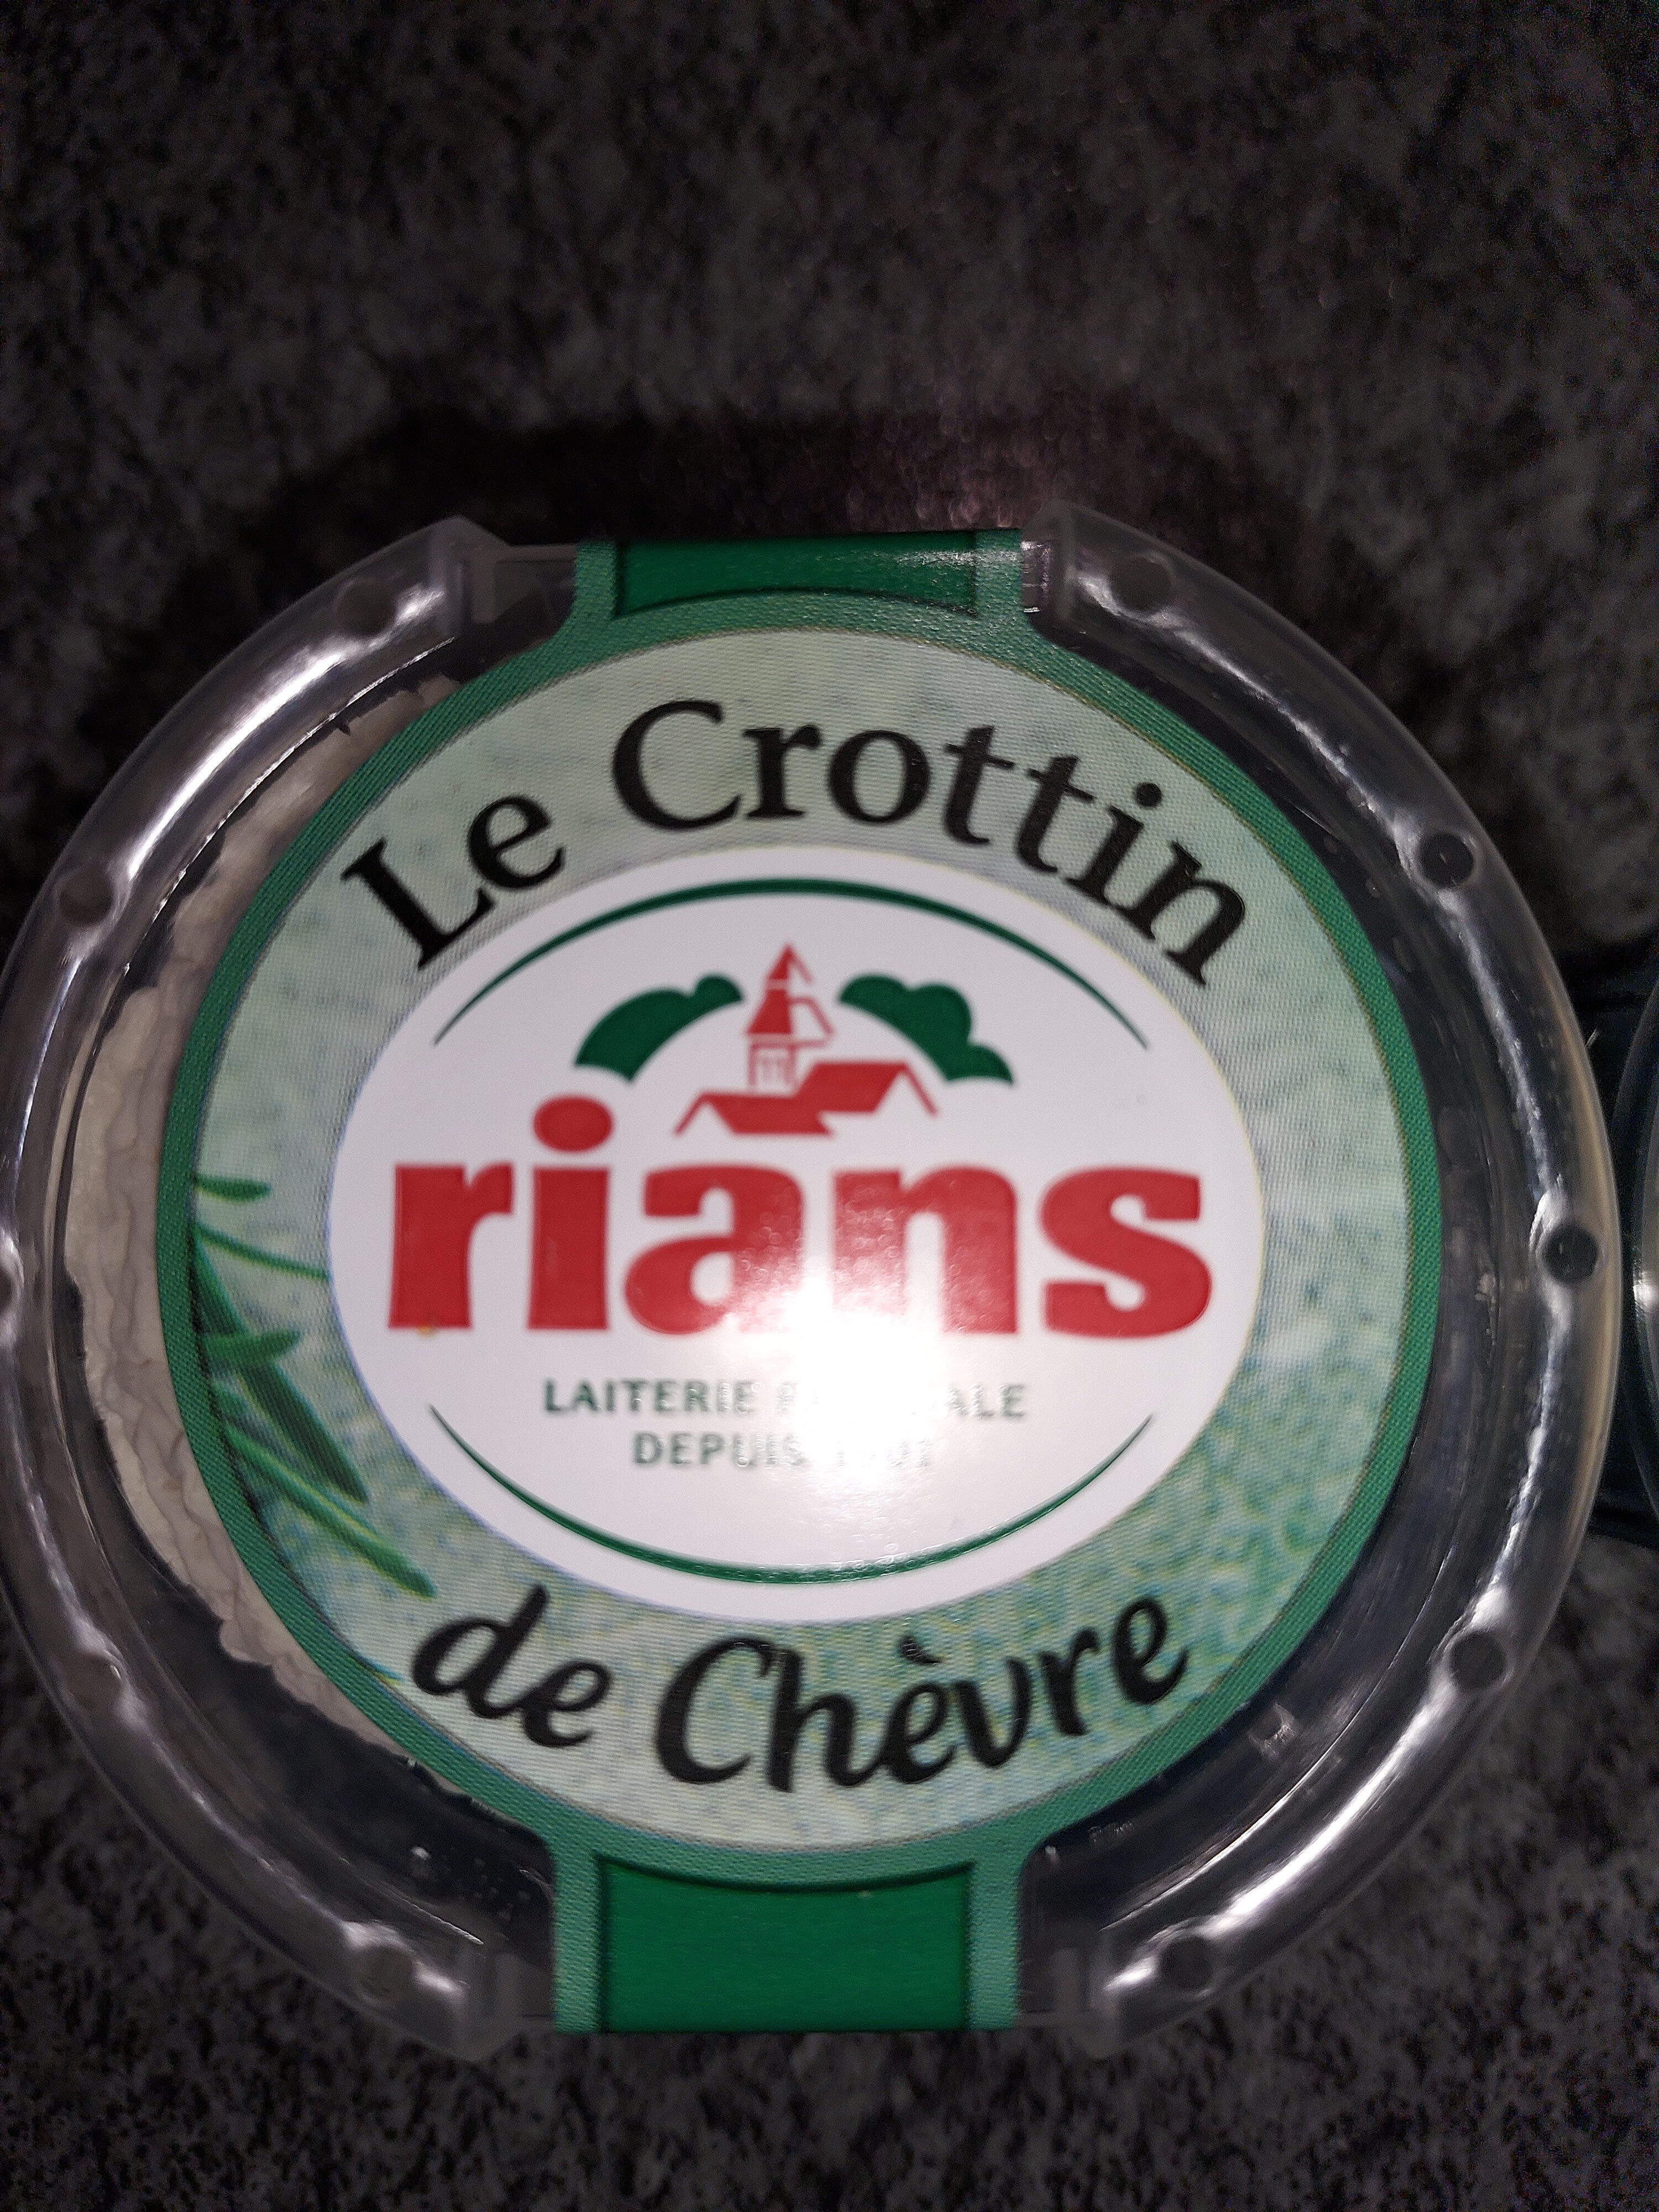 Le Crottin
rians
LAITERIE
DEPUIS
de Chèvre